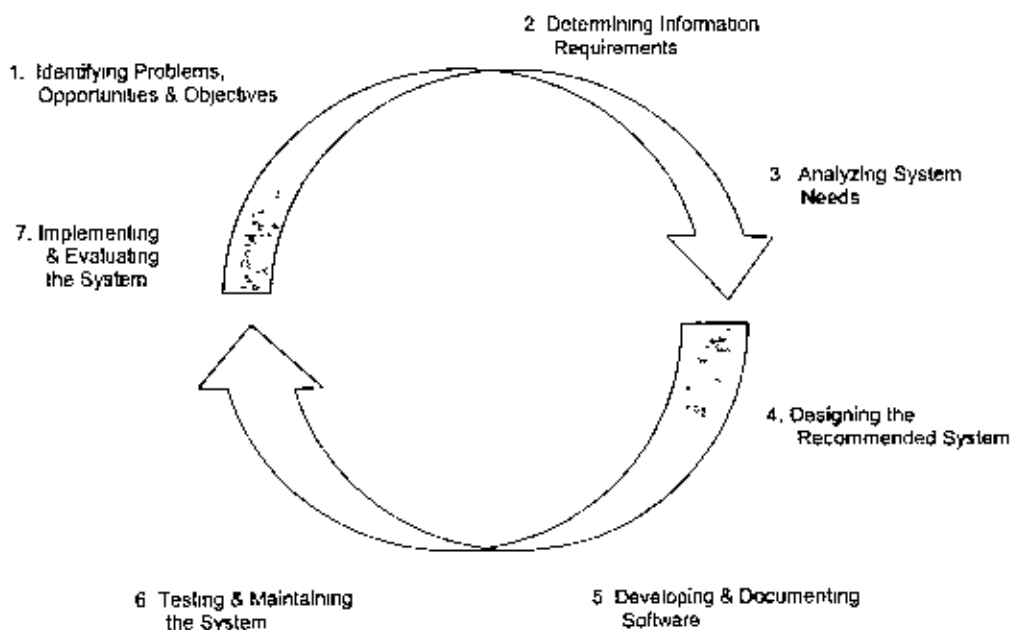 1. Identifying Problems,
Opportunities & Objectives
2 Determining Information
Requirements
3 Analyzing System
Needs
4. Designing the
Recommended System
5 Developing & Documenting
Software
6 Testing & Maintaining
the System
7. Implementing
& Evaluating
the System